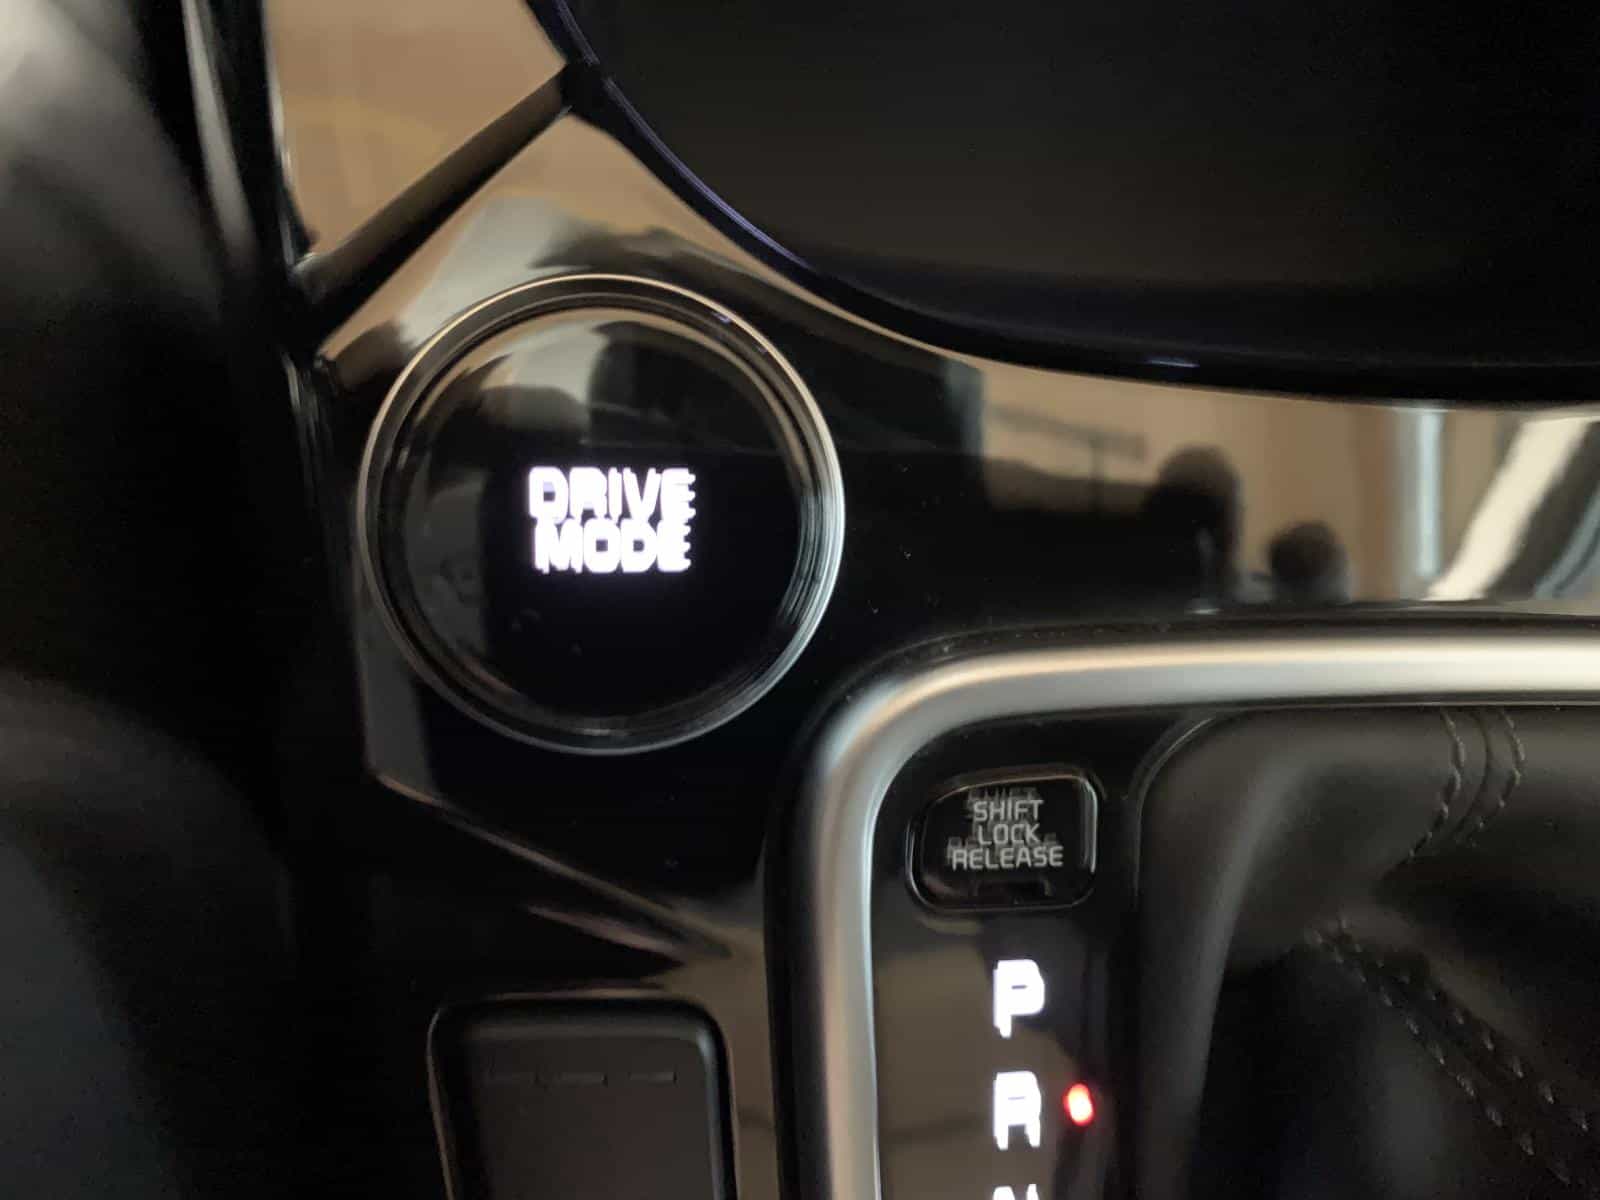 DRIVE
MODE
SHIFT
LOCK
RELEASE
P
R
N